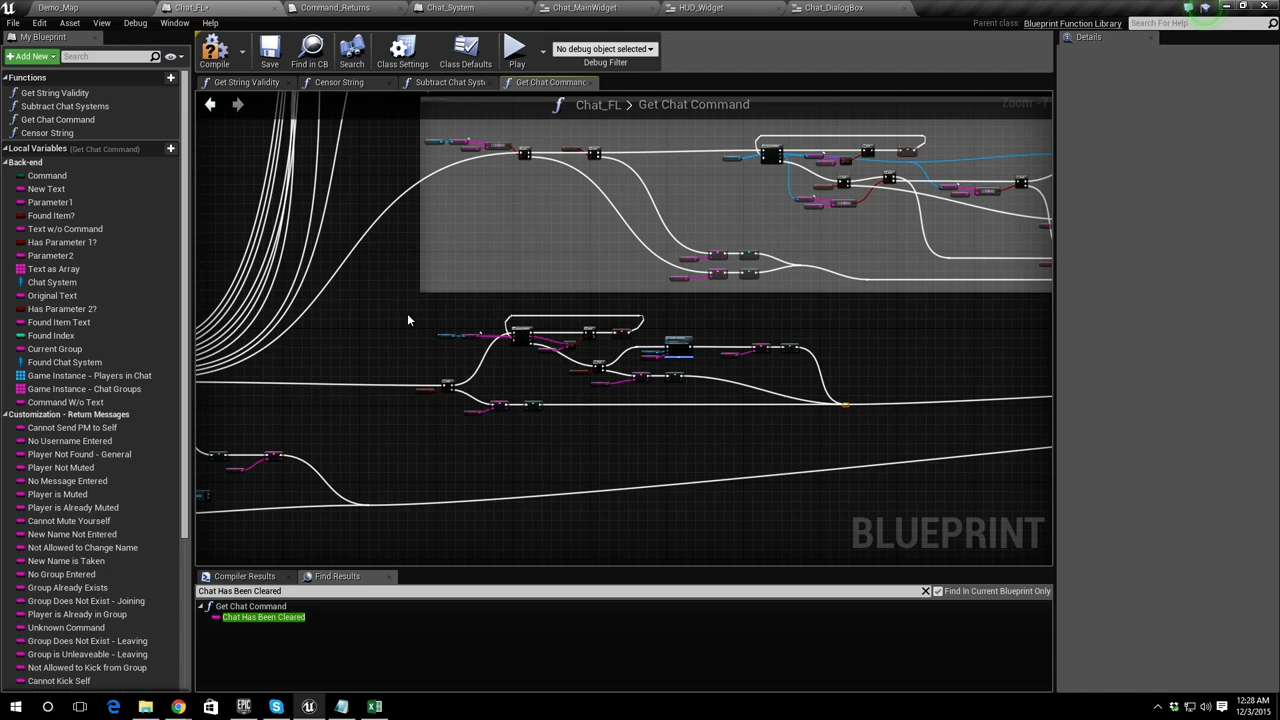 Demo_Map
Chat_FL*
Command_Returns
Chat_System
Chat_MainWidget
HUD_Widget
Chat_DialogBox
File
Edit
Asset
View
Debug
Window
Help
Parent class: Blueprint Function Library
Search For Help
My Blueprint
Add New
Search
Compile
Save
Find in CB
Search
Class Settings
Class Defaults
Play
No debug object selected
Debug Filter
Details
Functions
Get String Validity
Subtract Chat Systems
Get Chat Command
Censor String
Local Variables (Get Chat Command)
Back-end
Command
New Text
Parameter1
Found Item?
Text w/o Command
Has Parameter 1?
Parameter2
Text as Array
Chat System
Original Text
Has Parameter 2?
Found Item Text
Found Index
Current Group
Found Chat System
Game Instance - Players in Chat
Game Instance - Chat Groups
Command W/o Text
Customization - Return Messages
Cannot Send PM to Self
No Username Entered
Player Not Found - General
Player Not Muted
No Message Entered
Player is Muted
Player is Already Muted
Cannot Mute Yourself
New Name Not Entered
Not Allowed to Change Name
New Name is Taken
No Group Entered
Group Already Exists
Group Does Not Exist - Joining
Player is Already in Group
Unknown Command
Group Does Not Exist - Leaving
Group is Unleaveable - Leaving
Not Allowed to Kick from Group
Cannot Kick Self
Get String Validity
Censor String
Subtract Chat Syst
Get Chat Command
Chat_FL > Get Chat Command
Zoom -7
BLUEPRINT
Compiler Results
Find Results
Chat Has Been Cleared
Find In Current Blueprint Only
Get Chat Command
Chat Has Been Cleared
EPIC
12:28 AM
12/3/2015